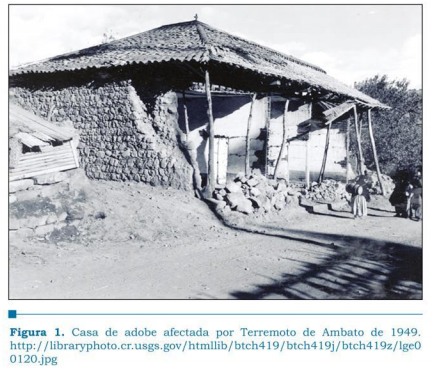 Figura 1. Casa de adobe afectada por Terremoto de Ambato de 1949.
http://libraryphoto.cr.usgs.gov/htmllib/btch419/btch419j/btch419z/lge0
0120.jpg